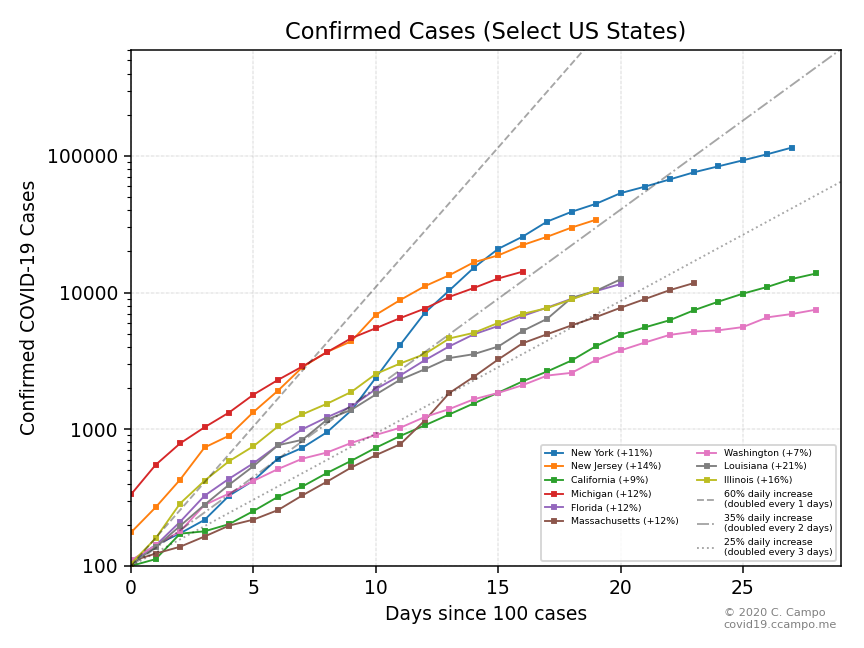 Confirmed Cases (Select US States)
Confirmed COVID-19 Cases
100000
10000
1000
100
0
5
10
15
20
25
Days since 100 cases
New York (+11%)
New Jersey (+14%)
California (+9%)
Michigan (+12%)
Florida (+12%)
Massachusetts (+12%)
Washington (+7%)
Louisiana (+21%)
Illinois (+16%)
60% daily increase
(doubled every 1 days)
35% daily increase
(doubled every 2 days)
25% daily increase
(doubled every 3 days)
© 2020 C. Campo
covid19.ccampo.me